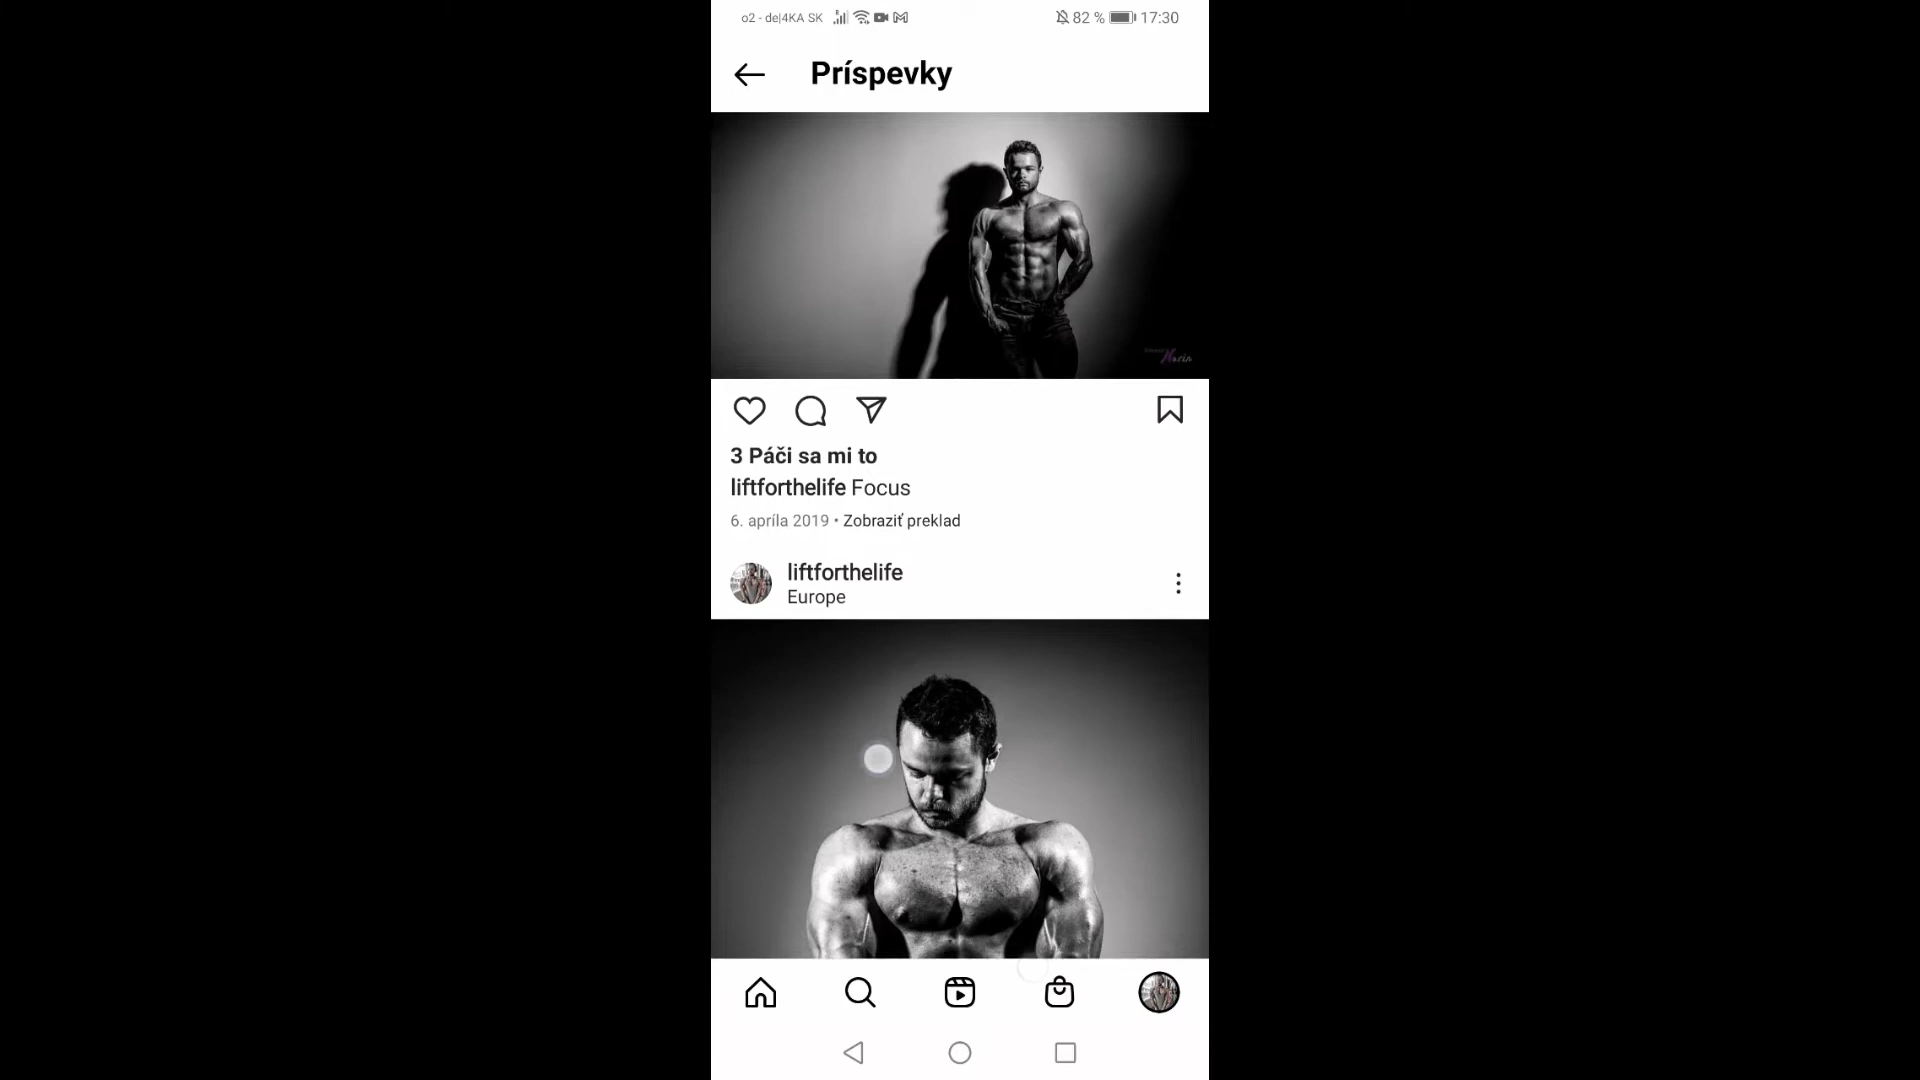 o2 - de|4KA SK 82 % 17:30
Príspevky
3 Páči sa mi to
liftforthelife Focus
6. apríla 2019 • Zobraziť preklad
liftforthelife
Europe